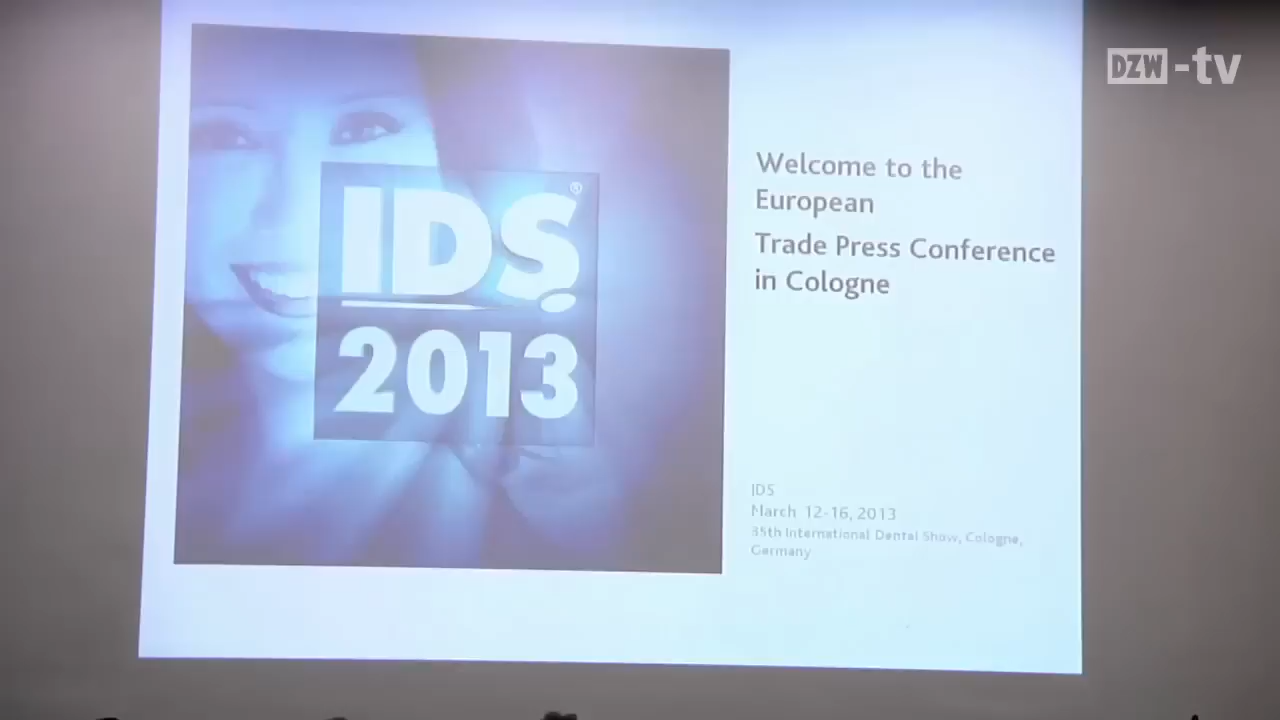 DZW-tv
IDS®
2013
Welcome to the
European
Trade Press Conference
in Cologne
IDS
March 12-16, 2013
35th International Dental Show, Cologne,
Germany